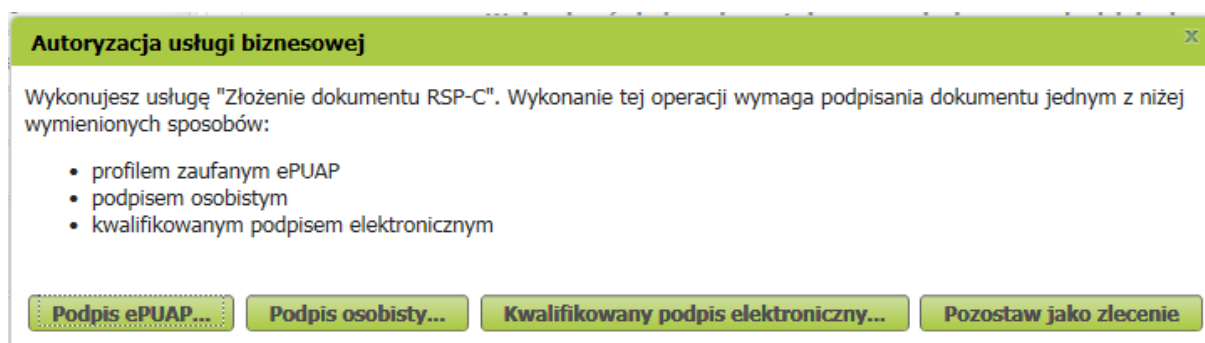 Autoryzacja usługi biznesowej
x
Wykonujesz usługę "Złożenie dokumentu RSP-C". Wykonanie tej operacji wymaga podpisania dokumentu jednym z niżej
wymienionych sposobów:
• profilem zaufanym ePUAP
• podpisem osobistym
• kwalifikowanym podpisem elektronicznym
Podpis ePUAP... Podpis osobisty... Kwalifikowany podpis elektroniczny... Pozostaw jako zlecenie